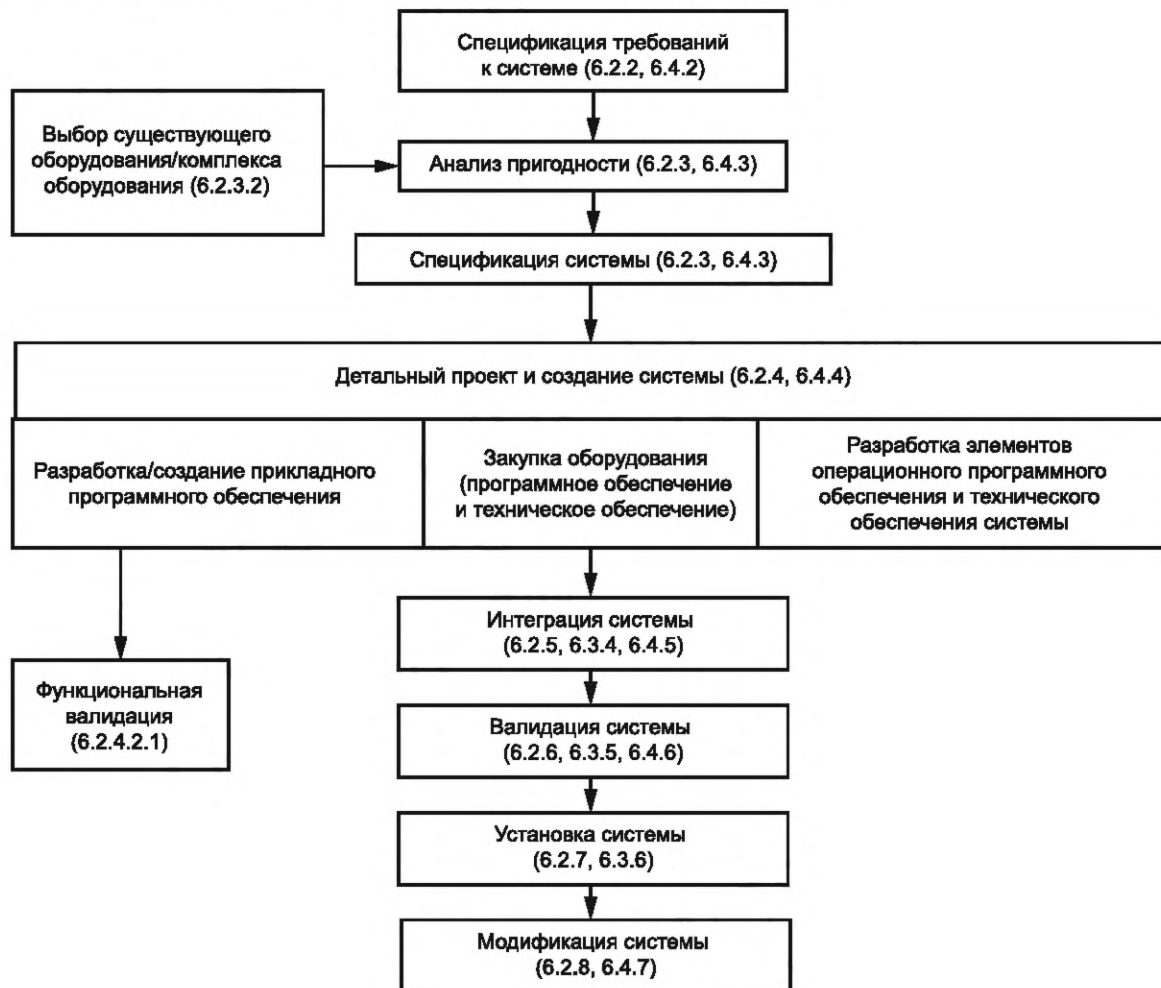 Спецификация требований
к системе (6.2.2, 6.4.2)
Выбор существующего
оборудования/комплекса
оборудования (6.2.3.2)
Анализ пригодности (6.2.3, 6.4.3)
Спецификация системы (6.2.3, 6.4.3)
Детальный проект и создание системы (6.2.4, 6.4.4)
Разработка/создание прикладного
программного обеспечения
Закупка оборудования
(программное обеспечение
и техническое обеспечение)
Разработка элементов
операционного программного
обеспечения и технического
обеспечения системы
Интеграция системы
(6.2.5, 6.3.4, 6.4.5)
Функциональная
валидация
(6.2.4.2.1)
Валидация системы
(6.2.6, 6.3.5, 6.4.6)
Установка системы
(6.2.7, 6.3.6)
Модификация системы
(6.2.8, 6.4.7)